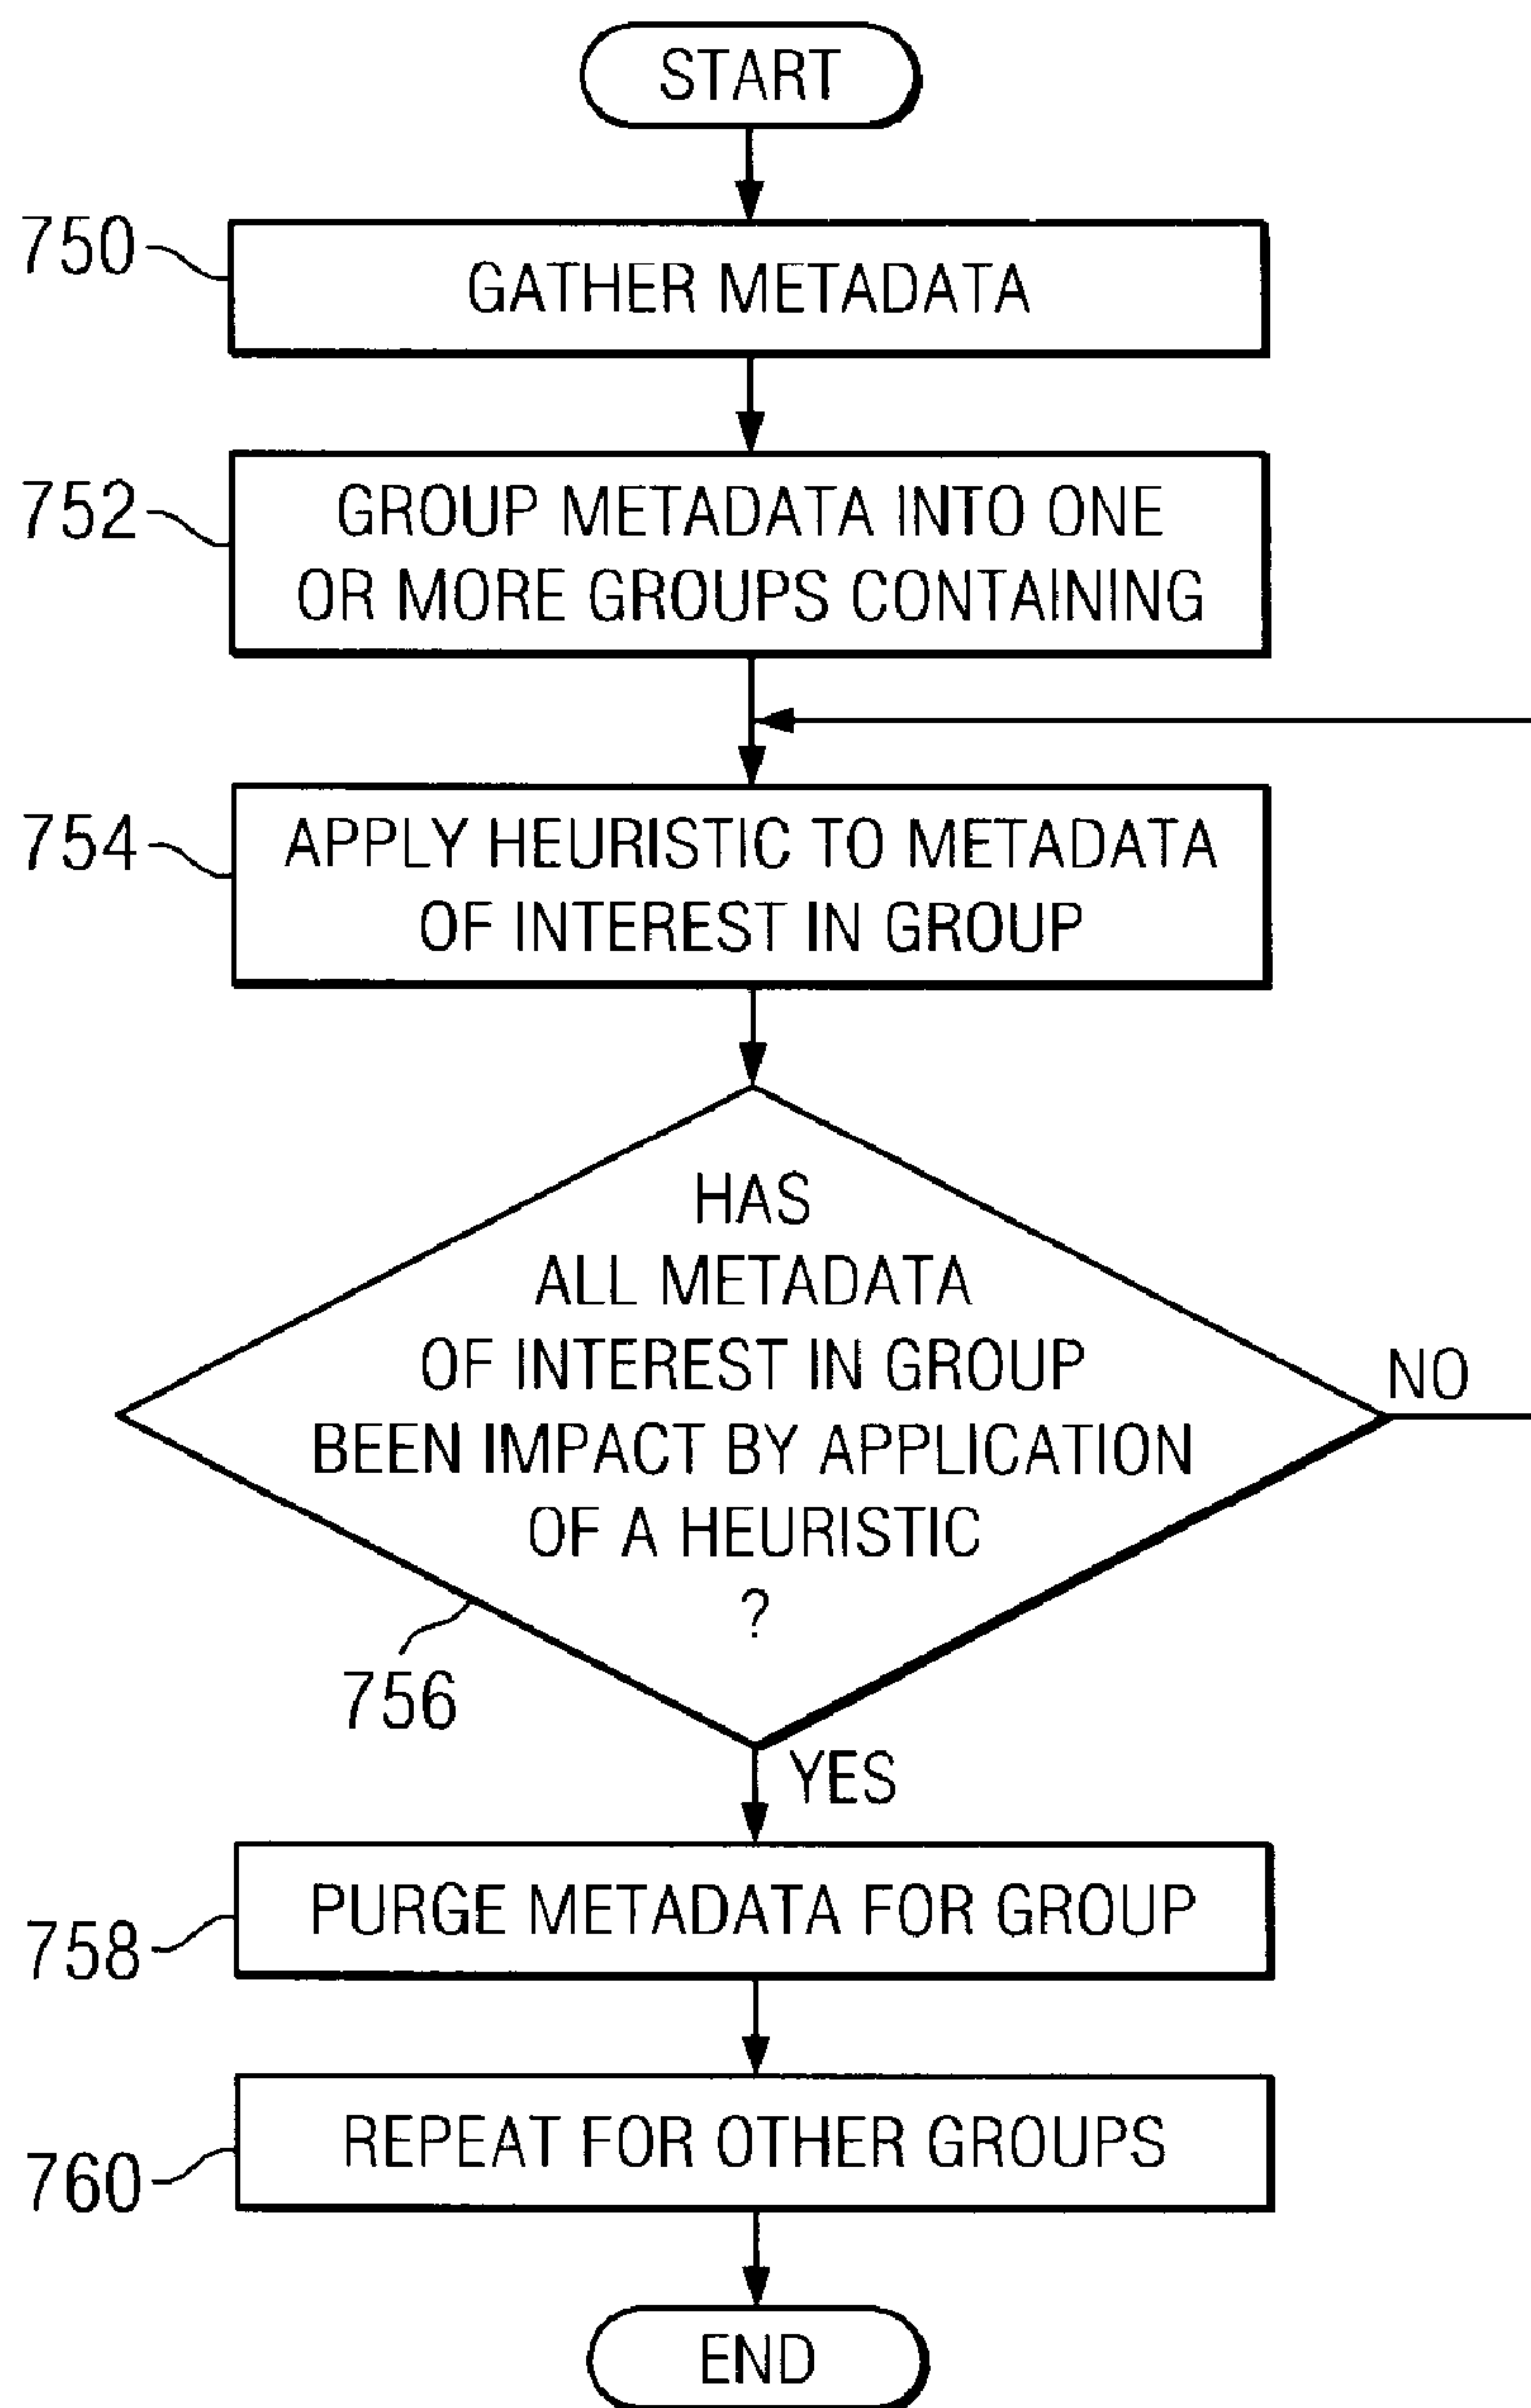 START
750
GATHER METADATA
752
GROUP METADATA INTO ONE
OR MORE GROUPS CONTAINING
754
APPLY HEURISTIC TO METADATA
OF INTEREST IN GROUP
HAS
ALL METADATA
OF INTEREST IN GROUP
BEEN IMPACT BY APPLICATION
OF A HEURISTIC
?
NO
756
YES
758
PURGE METADATA FOR GROUP
760
REPEAT FOR OTHER GROUPS
END